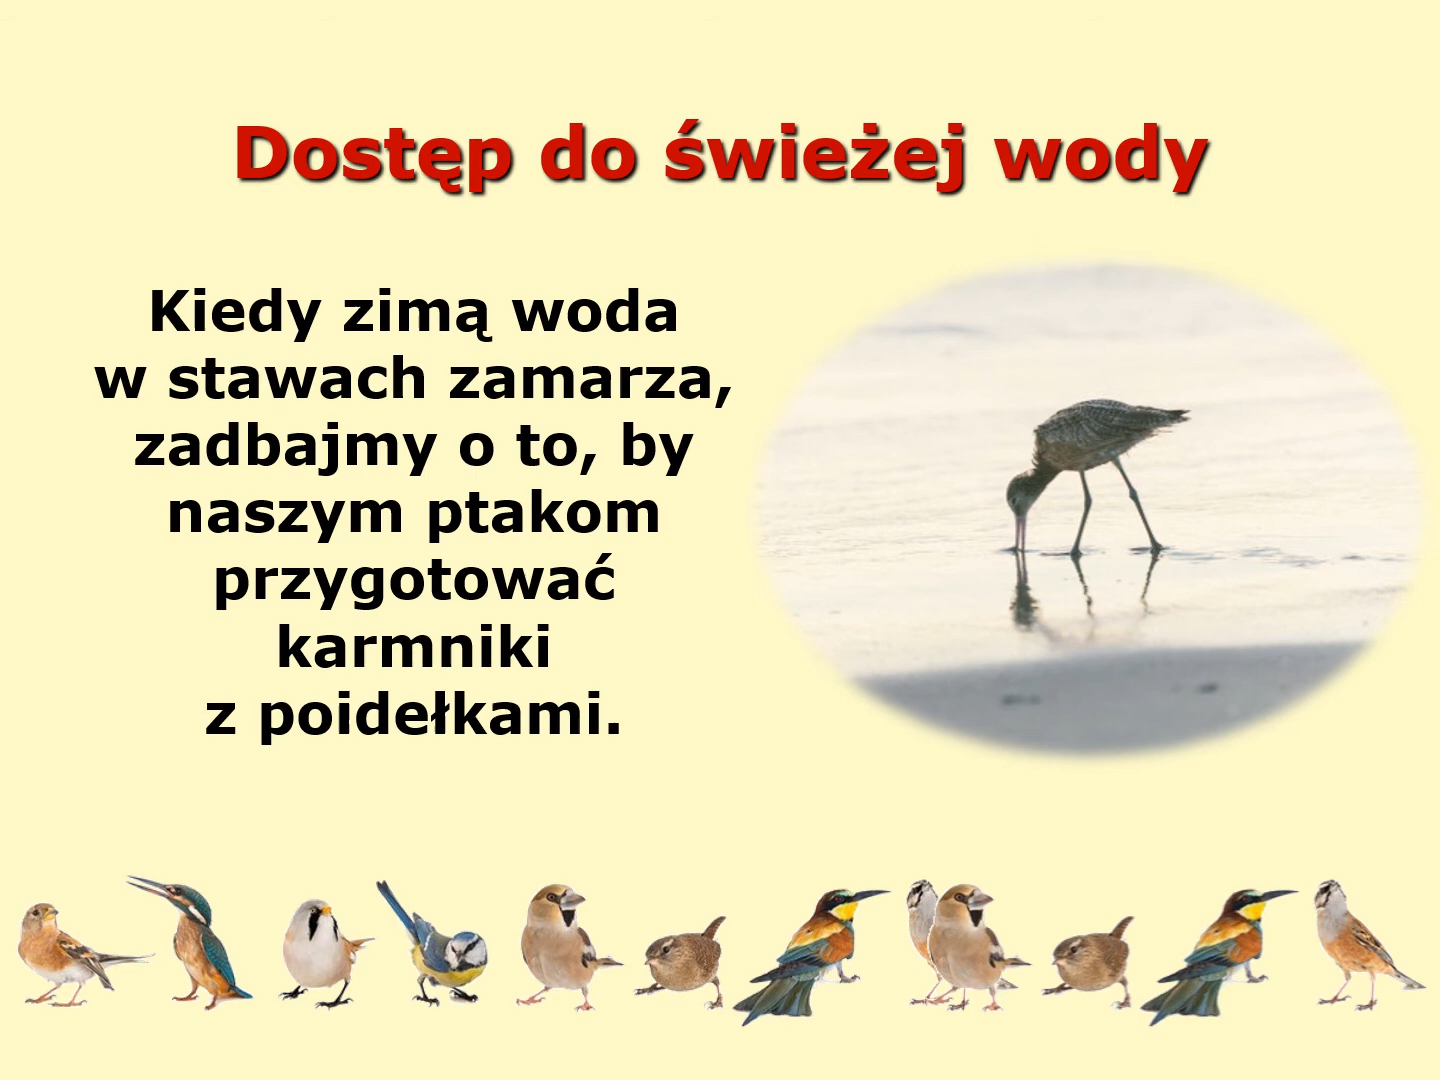 Dostęp do świeżej wody
Kiedy zimą woda
w stawach zamarza,
zadbajmy o to, by
naszym ptakom
przygotować
karmniki
z poidełkami.